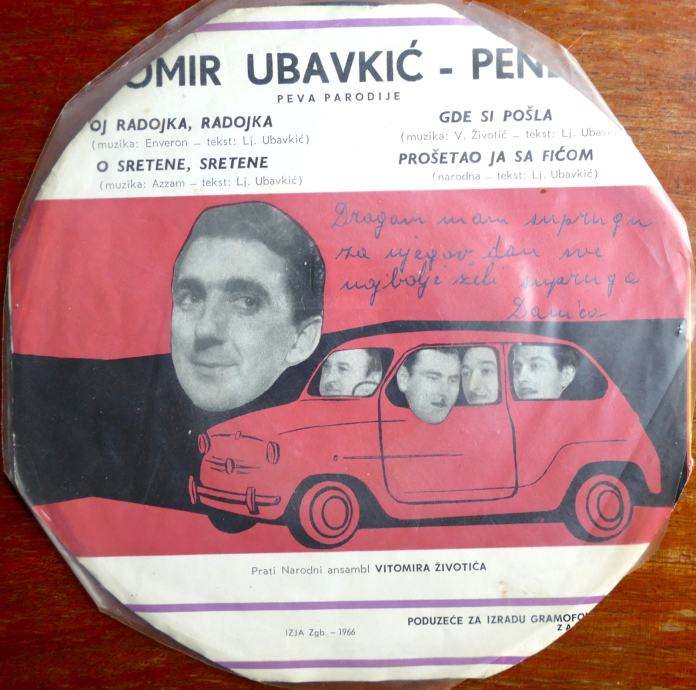 OMIR UBAVKIĆ - PEN
PEVA PARODIJE
OJ RADOJKA, RADOJKA
(muzika: Enveron – tekst: Lj. Ubavkić)
O SRETENE, SRETENE
(muzika: Azzam – tekst: Lj. Ubavkić)
GDE SI POŠLA
(muzika: V. Životić – tekst: Lj. Ubav
PROŠETAO JA SA FIĆOM
(narodna – tekst: Lj. Ubavkić)
Dragom mom suprugu
za njegov dan sve
najbolje želi supruga
Danica
Prati Narodni ansambl VITOMIRA ŽIVOTIĆA
IZJA Zgb. – 1966
PODUZEĆE ZA IZRADU GRAMOFO
ZA